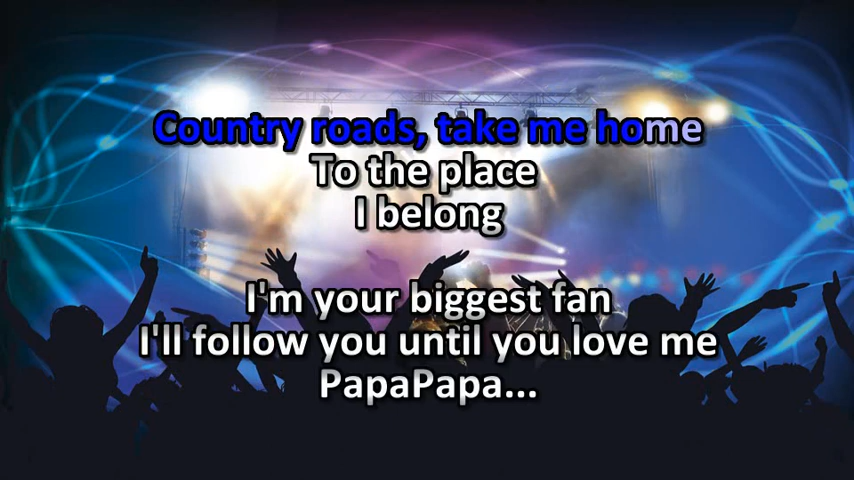 Country roads, take me home
To the place
I belong
I'm your biggest fan
I'll follow you until you love me
PapaPapa...